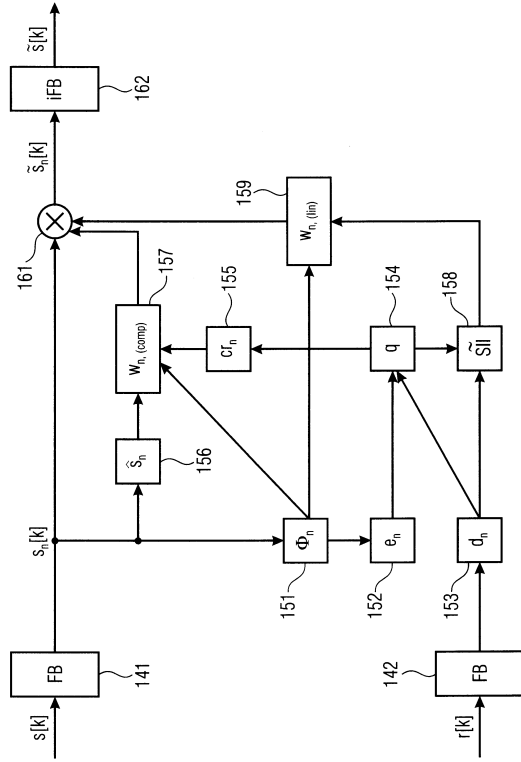 s[k]
FB
141
sₙ[k]
×
161
s̃ₙ[k]
iFB
162
s̃[k]
ŝₙ
156
wₙ,(comp)
157
crₙ
155
wₙ,(lin)
159
Φₙ
151
eₙ
152
q
154
r[k]
FB
142
dₙ
153
S̃II
158